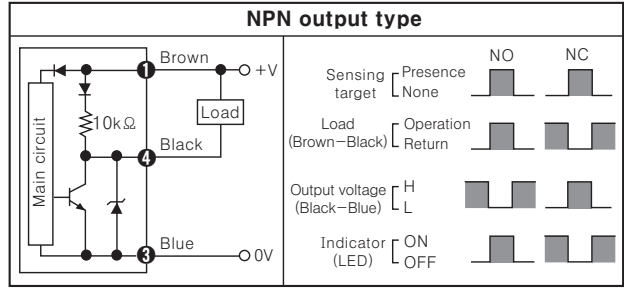 NPN output type
Brown
1
+V
10kΩ
Load
Main circuit
Black
4
Blue
3
0V
NO
NC
Sensing target
Presence
None
Load
(Brown−Black)
Operation
Return
Output voltage
(Black−Blue)
H
L
Indicator
(LED)
ON
OFF